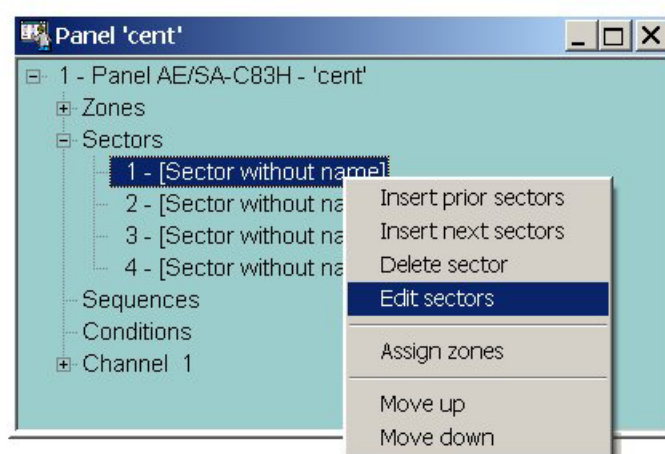 Panel 'cent'
1 - Panel AE/SA-C83H - 'cent'
Zones
Sectors
1 - [Sector without name]
2 - [Sector without na
3 - [Sector without na
4 - [Sector without na
Sequences
Conditions
Channel 1
Insert prior sectors
Insert next sectors
Delete sector
Edit sectors
Assign zones
Move up
Move down